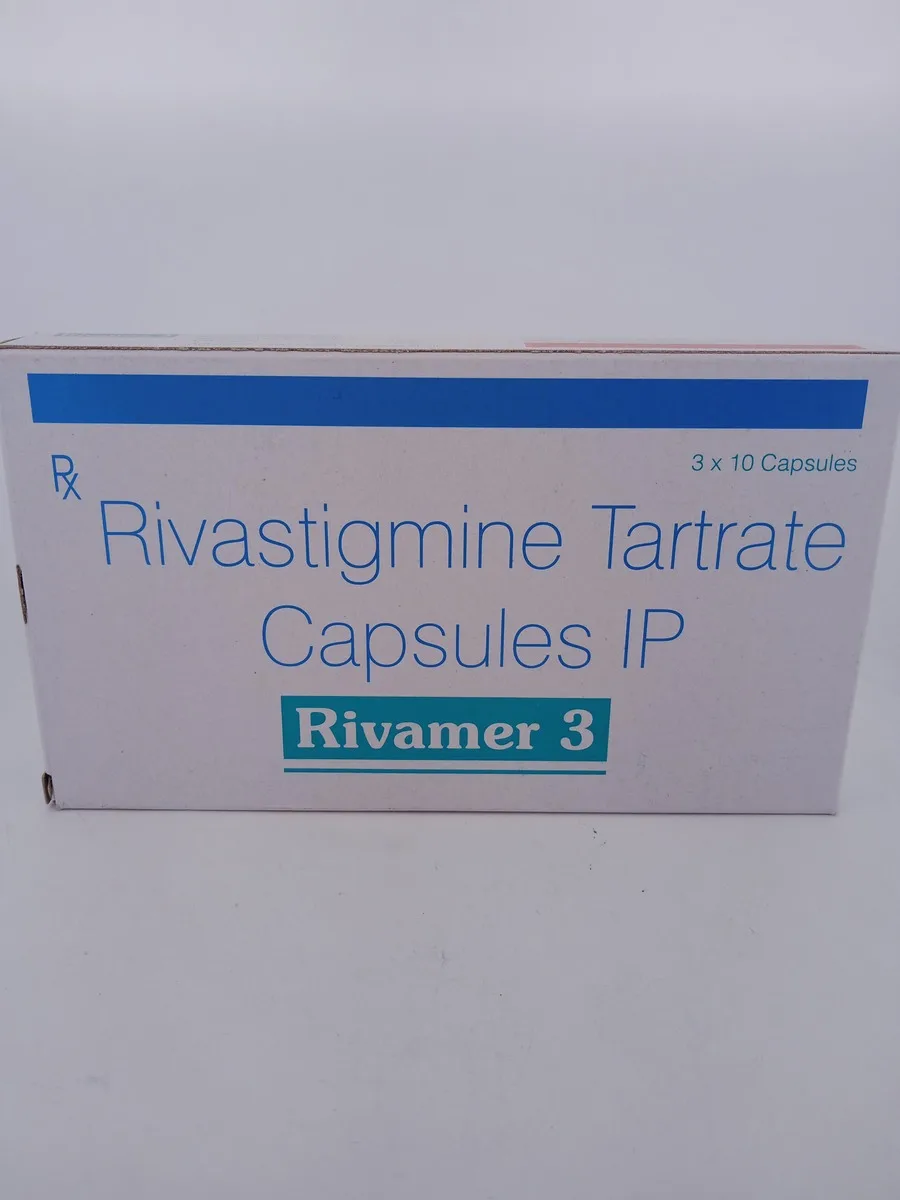 Rx
3 x 10 Capsules
Rivastigmine Tartrate
Capsules IP
Rivamer 3